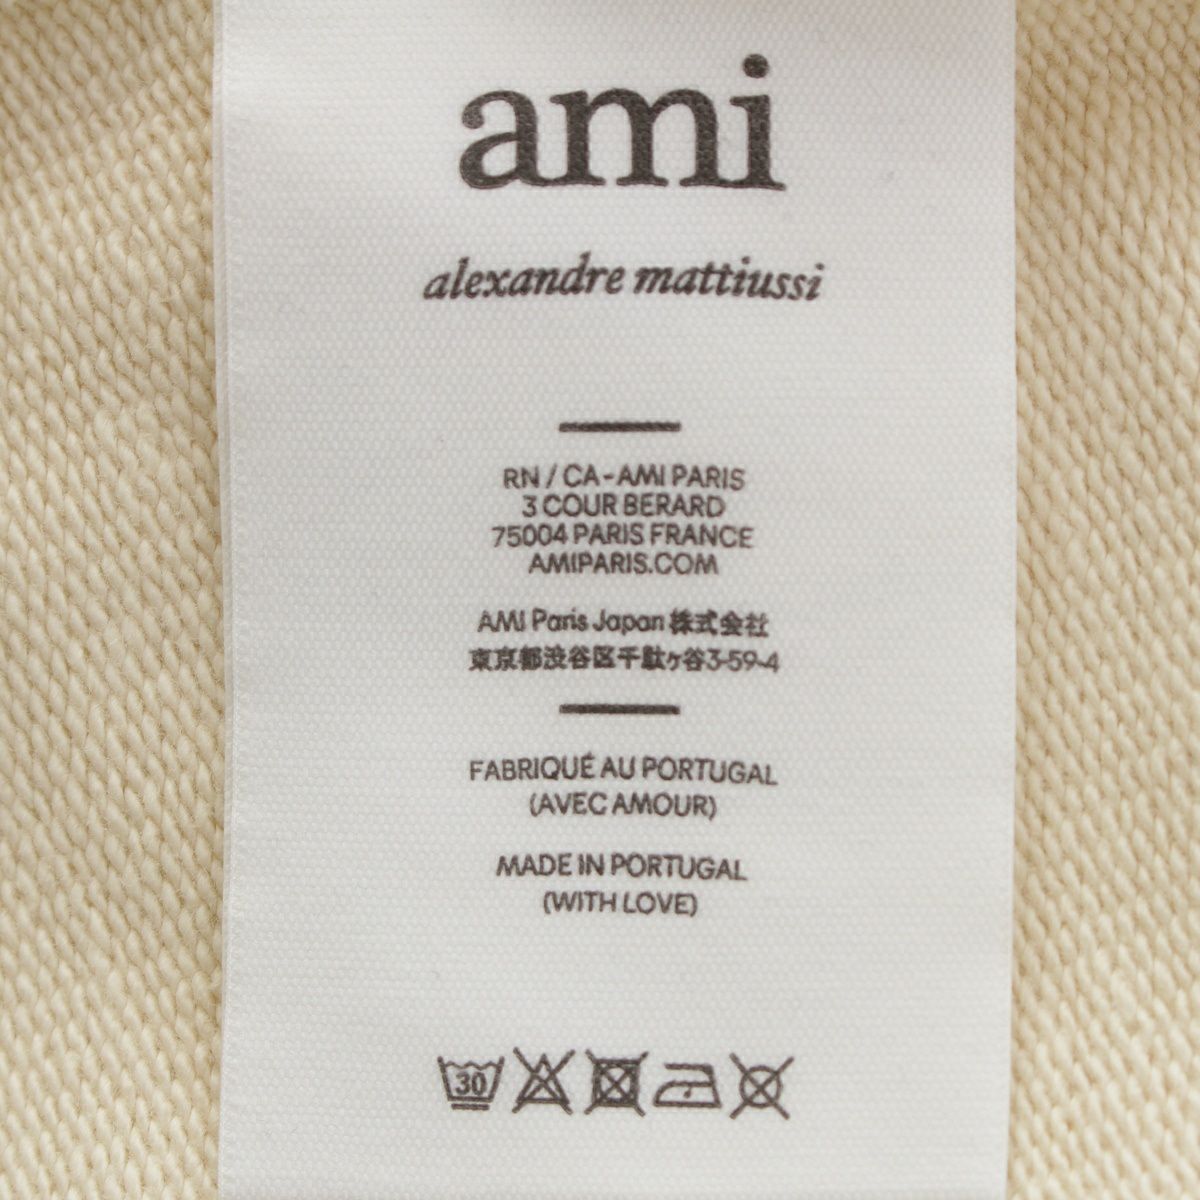 ami
alexandre mattiussi
RN / CA-AMI PARIS
3 COUR BERARD
75004 PARIS FRANCE
AMIPARIS.COM
AMI Paris Japan 株式会社
東京都渋谷区千駄ヶ谷3-59-4
FABRIQUÉ AU PORTUGAL
(AVEC AMOUR)
MADE IN PORTUGAL
(WITH LOVE)
30